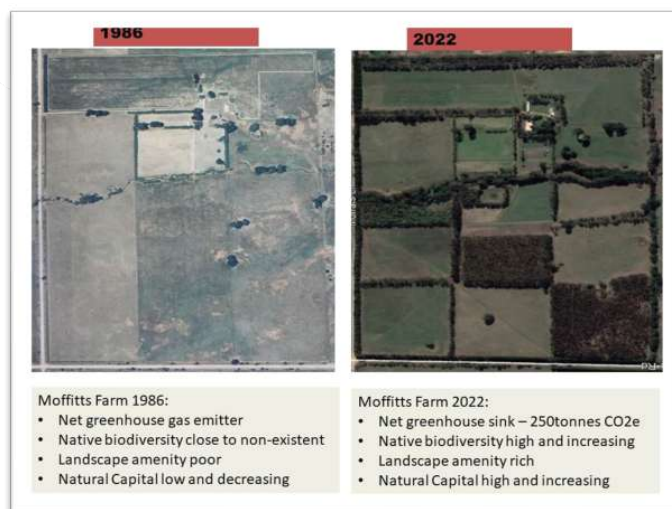 1986
2022
Moffitts Farm 1986:
• Net greenhouse gas emitter
• Native biodiversity close to non-existent
• Landscape amenity poor
• Natural Capital low and decreasing
Moffitts Farm 2022:
• Net greenhouse sink – 250tonnes CO2e
• Native biodiversity high and increasing
• Landscape amenity rich
• Natural Capital high and increasing